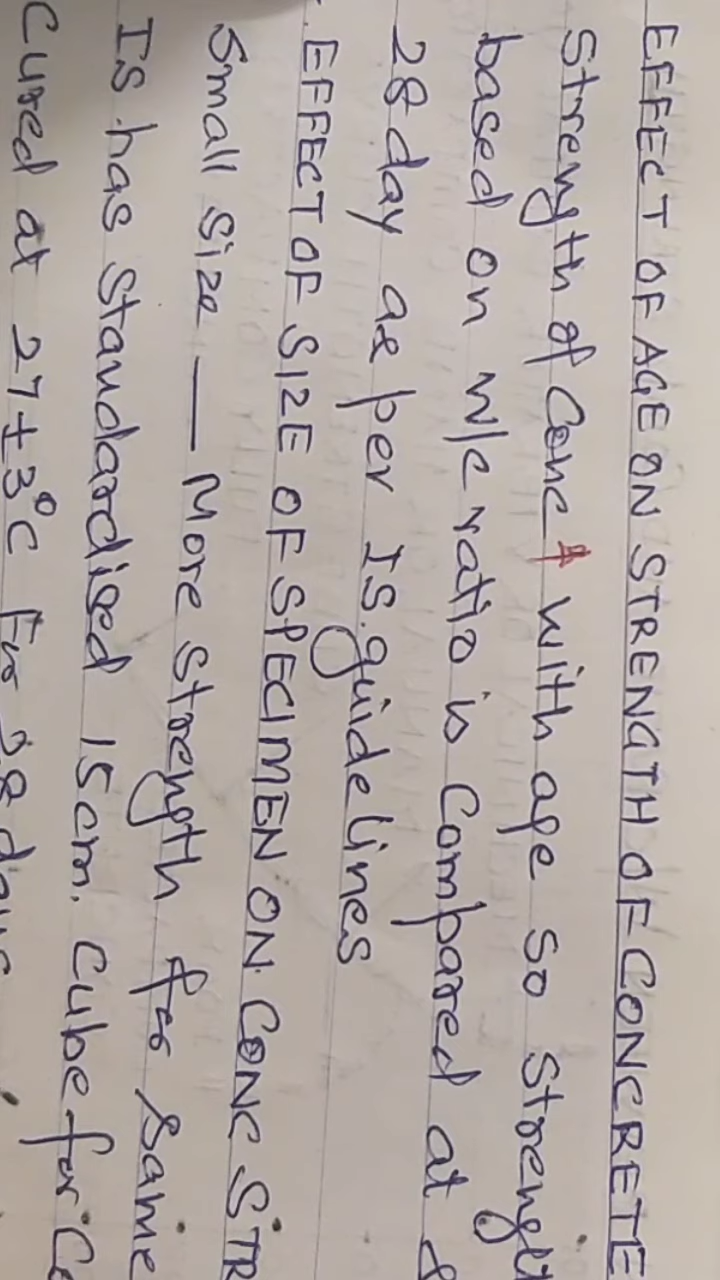 EFFECT OF AGE ON STRENGTH OF CONCRETE
Strength of Conc ↑ with age so strength
based on w/c ratio is Compared at
28 day as per IS guidelines
EFFECT OF SIZE OF SPECIMEN ON CONC STR
Small Size — More strength for same
IS has Standardised 15cm. Cube for
Cured at 27±3°C For 28 days